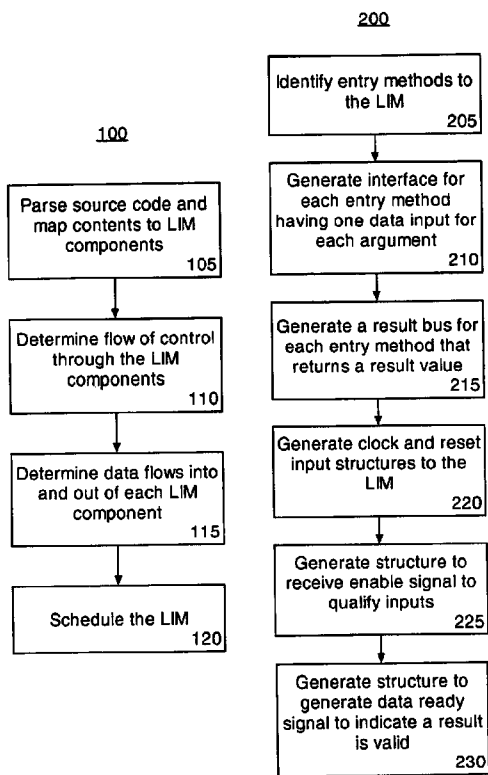 100
Parse source code and
map contents to LIM
components
105
Determine flow of control
through the LIM
components
110
Determine data flows into
and out of each LIM
component
115
Schedule the LIM
120
200
Identify entry methods to
the LIM
205
Generate interface for
each entry method
having one data input for
each argument
210
Generate a result bus for
each entry method that
returns a result value
215
Generate clock and reset
input structures to the
LIM
220
Generate structure to
receive enable signal to
qualify inputs
225
Generate structure to
generate data ready
signal to indicate a result
is valid
230